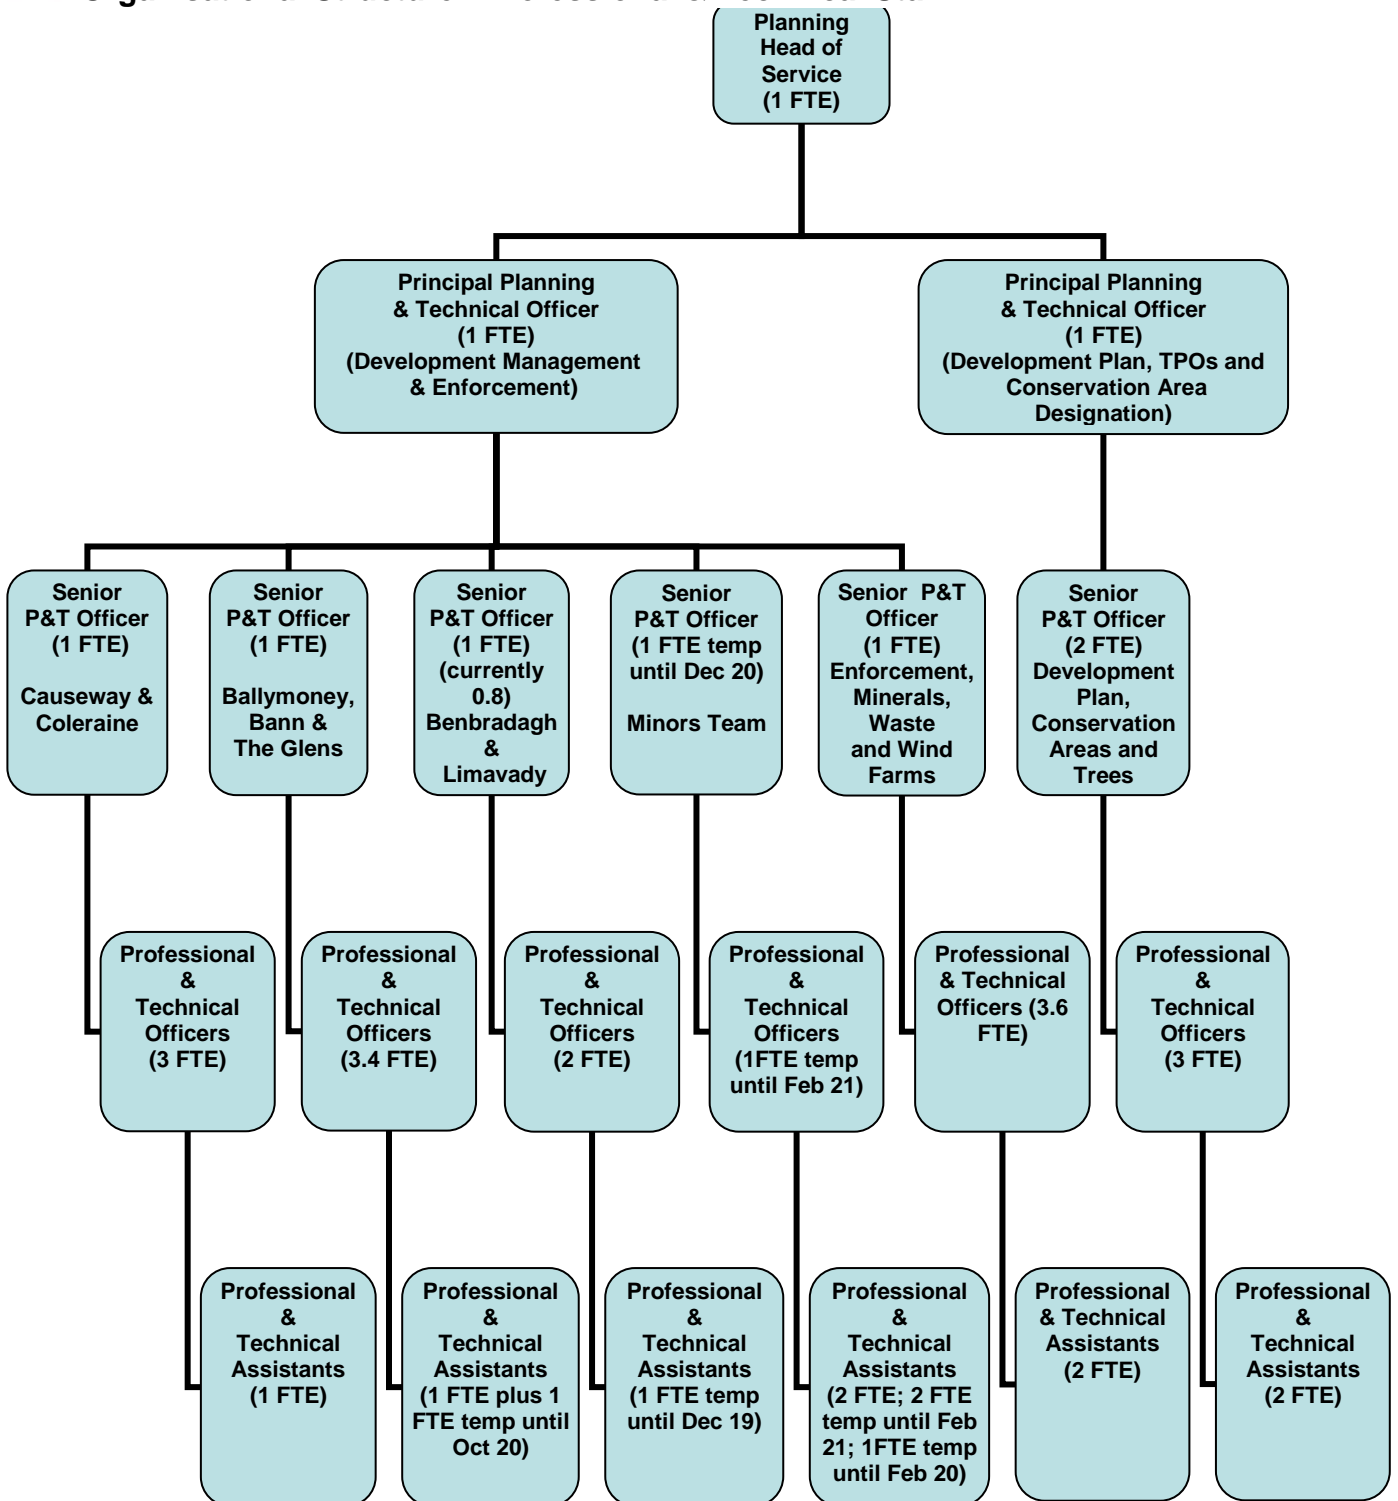 Planning
Head of
Service
(1 FTE)
Principal Planning
& Technical Officer
(1 FTE)
(Development Management
& Enforcement)
Principal Planning
& Technical Officer
(1 FTE)
(Development Plan, TPOs and
Conservation Area
Designation)
Senior
P&T Officer
(1 FTE)
Causeway &
Coleraine
Senior
P&T Officer
(1 FTE)
Ballymoney,
Bann &
The Glens
Senior
P&T Officer
(1 FTE)
(currently
0.8)
Benbradagh
&
Limavady
Senior
P&T Officer
(1 FTE temp
until Dec 20)
Minors Team
Senior P&T
Officer
(1 FTE)
Enforcement,
Minerals,
Waste
and Wind
Farms
Senior
P&T Officer
(2 FTE)
Development
Plan,
Conservation
Areas and
Trees
Professional
&
Technical
Officers
(3 FTE)
Professional
&
Technical
Officers
(3.4 FTE)
Professional
&
Technical
Officers
(2 FTE)
Professional
&
Technical
Officers
(1FTE temp
until Feb 21)
Professional
& Technical
Officers (3.6
FTE)
Professional
&
Technical
Officers
(3 FTE)
Professional
&
Technical
Assistants
(1 FTE)
Professional
&
Technical
Assistants
(1 FTE plus 1
FTE temp until
Oct 20)
Professional
&
Technical
Assistants
(1 FTE temp
until Dec 19)
Professional
&
Technical
Assistants
(2 FTE; 2 FTE
temp until Feb
21; 1FTE temp
until Feb 20)
Professional
& Technical
Assistants
(2 FTE)
Professional
&
Technical
Assistants
(2 FTE)